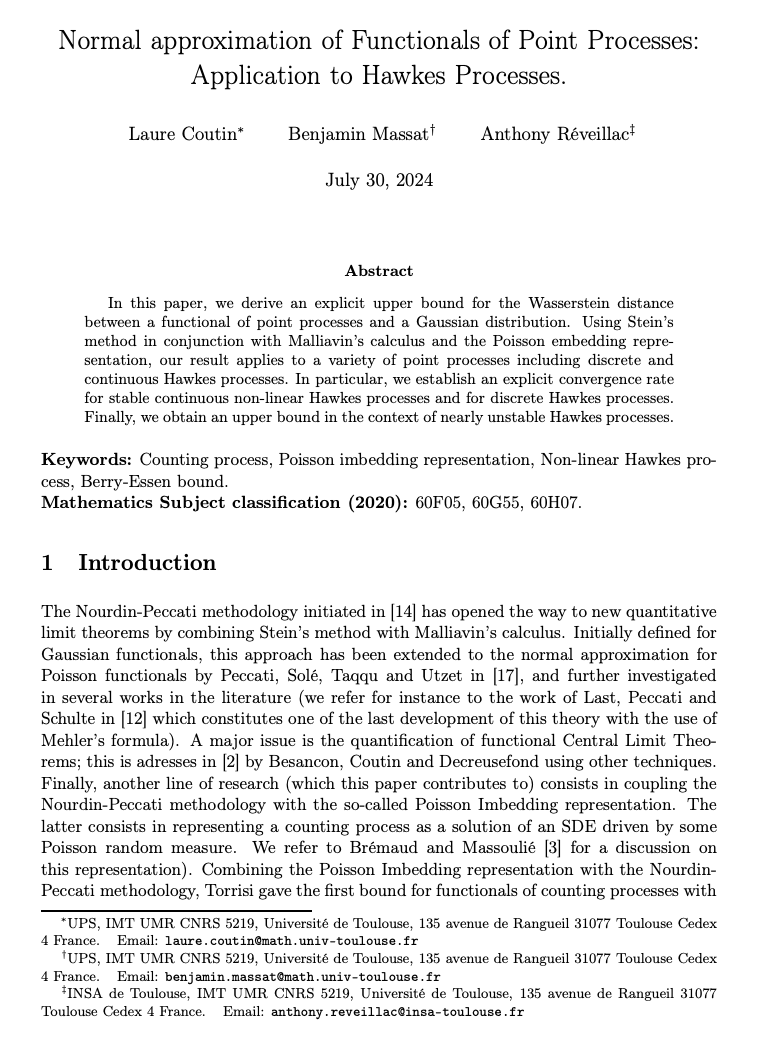 Normal approximation of Functionals of Point Processes:
Application to Hawkes Processes.
Laure Coutin* Benjamin Massat† Anthony Réveillac‡
July 30, 2024
Abstract
In this paper, we derive an explicit upper bound for the Wasserstein distance
between a functional of point processes and a Gaussian distribution. Using Stein's
method in conjunction with Malliavin's calculus and the Poisson embedding repre-
sentation, our result applies to a variety of point processes including discrete and
continuous Hawkes processes. In particular, we establish an explicit convergence rate
for stable continuous non-linear Hawkes processes and for discrete Hawkes processes.
Finally, we obtain an upper bound in the context of nearly unstable Hawkes processes.
Keywords: Counting process, Poisson imbedding representation, Non-linear Hawkes pro-
cess, Berry-Essen bound.
Mathematics Subject classification (2020): 60F05, 60G55, 60H07.
1 Introduction
The Nourdin-Peccati methodology initiated in [14] has opened the way to new quantitative
limit theorems by combining Stein's method with Malliavin's calculus. Initially defined for
Gaussian functionals, this approach has been extended to the normal approximation for
Poisson functionals by Peccati, Solé, Taqqu and Utzet in [17], and further investigated
in several works in the literature (we refer for instance to the work of Last, Peccati and
Schulte in [12] which constitutes one of the last development of this theory with the use of
Mehler's formula). A major issue is the quantification of functional Central Limit Theo-
rems; this is adresses in [2] by Besancon, Coutin and Decreusefond using other techniques.
Finally, another line of research (which this paper contributes to) consists in coupling the
Nourdin-Peccati methodology with the so-called Poisson Imbedding representation. The
latter consists in representing a counting process as a solution of an SDE driven by some
Poisson random measure. We refer to Brémaud and Massoulié [3] for a discussion on
this representation). Combining the Poisson Imbedding representation with the Nourdin-
Peccati methodology, Torrisi gave the first bound for functionals of counting processes with
*UPS, IMT UMR CNRS 5219, Université de Toulouse, 135 avenue de Rangueil 31077 Toulouse Cedex
4 France. Email: laure.coutin@math.univ-toulouse.fr
†UPS, IMT UMR CNRS 5219, Université de Toulouse, 135 avenue de Rangueil 31077 Toulouse Cedex
4 France. Email: benjamin.massat@math.univ-toulouse.fr
‡INSA de Toulouse, IMT UMR CNRS 5219, Université de Toulouse, 135 avenue de Rangueil 31077
Toulouse Cedex 4 France. Email: anthony.reveillac@insa-toulouse.fr